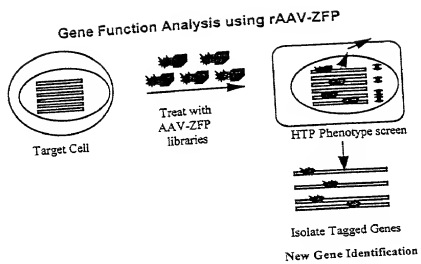 Gene Function Analysis using rAAV-ZFP
Target Cell
Treat with
AAV-ZFP
libraries
HTP Phenotype screen
Isolate Tagged Genes
New Gene Identification